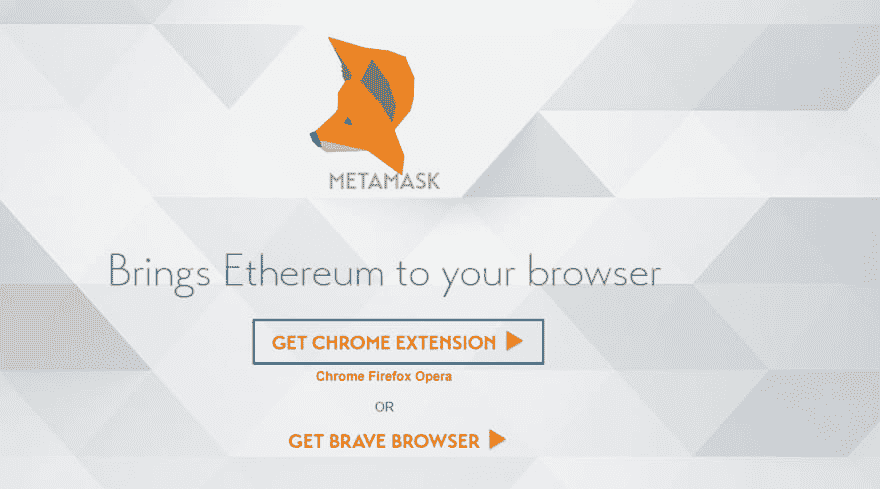 METAMASK
Brings Ethereum to your browser
GET CHROME EXTENSION
Chrome Firefox Opera
OR
GET BRAVE BROWSER